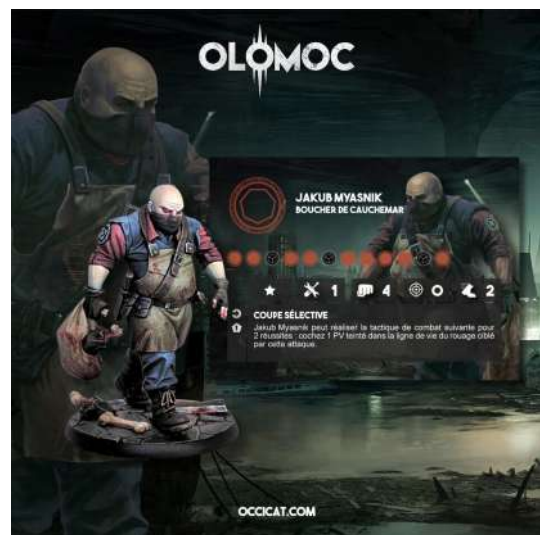 OLOMOC
JAKUB MYASNIK
BOUCHER DE CAUCHEMAR
1 4 0 2
COUPE SÉLECTIVE
Jakub Myasnik peut réaliser la tactique de combat suivante pour
2 réussites : cochez 1 PV teinté dans la ligne de vie du rouage ciblé
par cette attaque.
OCCICAT.COM